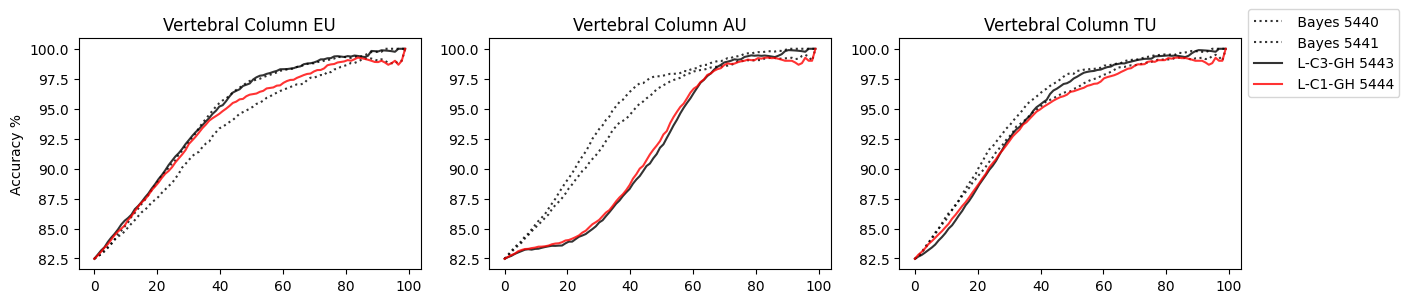 Vertebral Column EU
Vertebral Column AU
Vertebral Column TU
Accuracy %
100.0
97.5
95.0
92.5
90.0
87.5
85.0
82.5
0 20 40 60 80 100
100.0
97.5
95.0
92.5
90.0
87.5
85.0
82.5
0 20 40 60 80 100
100.0
97.5
95.0
92.5
90.0
87.5
85.0
82.5
0 20 40 60 80 100
Bayes 5440
Bayes 5441
L-C3-GH 5443
L-C1-GH 5444